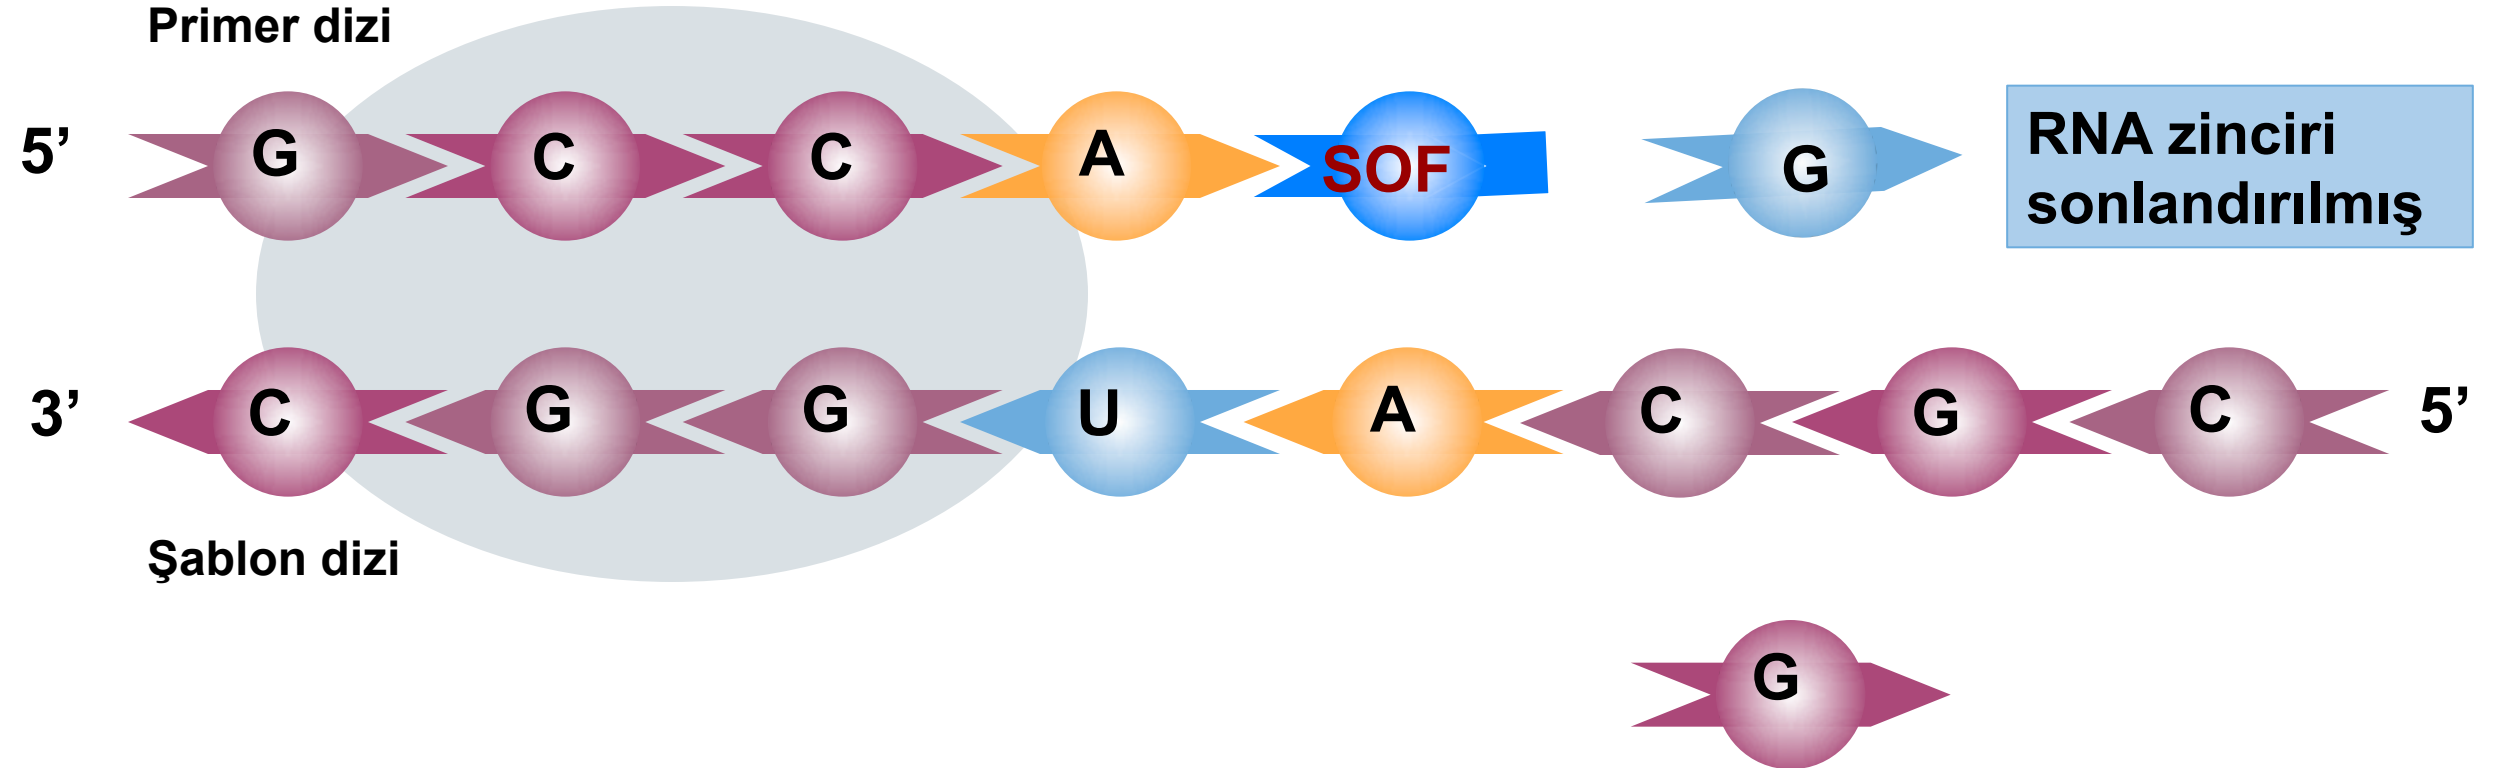 Primer dizi
5’ G C C A SOF G
RNA zinciri
sonlandırılmış
3’ C G G U A C G C 5’
Şablon dizi
G